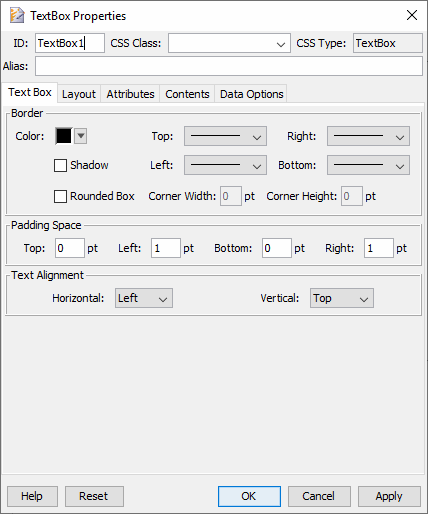 TextBox Properties
ID: TextBox1 CSS Class: CSS Type: TextBox
Alias:
Text Box Layout Attributes Contents Data Options
Border
Color: Top: Right:
Shadow Left: Bottom:
Rounded Box Corner Width: 0 pt Corner Height: 0 pt
Padding Space
Top: 0 pt Left: 1 pt Bottom: 0 pt Right: 1 pt
Text Alignment
Horizontal: Left Vertical: Top
Help Reset OK Cancel Apply